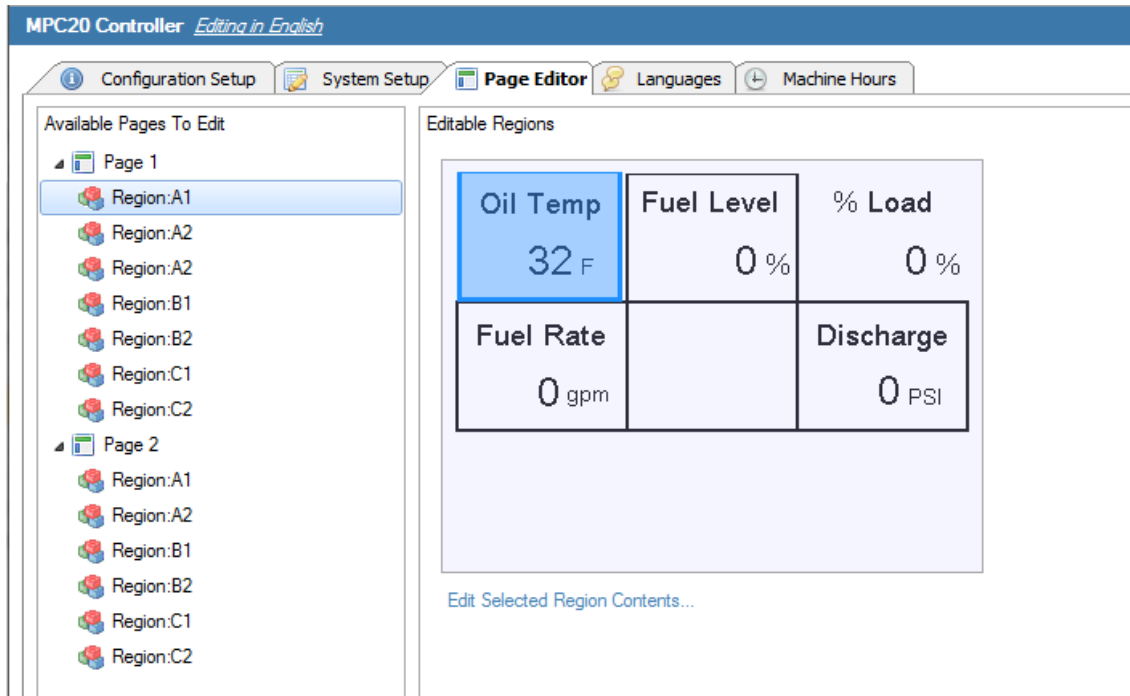 MPC20 Controller Editing in English
Configuration Setup System Setup Page Editor Languages Machine Hours
Available Pages To Edit
Page 1
Region:A1
Region:A2
Region:A2
Region:B1
Region:B2
Region:C1
Region:C2
Page 2
Region:A1
Region:A2
Region:B1
Region:B2
Region:C1
Region:C2
Editable Regions
Oil Temp Fuel Level % Load
32 F 0 % 0 %
Fuel Rate Discharge
0 gpm 0 PSI
Edit Selected Region Contents...